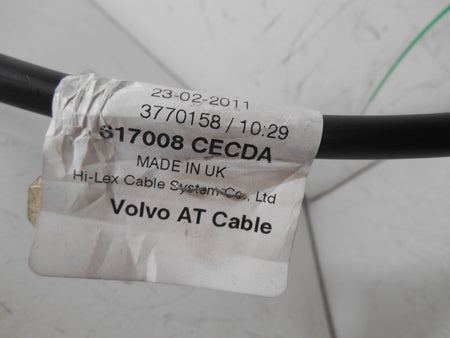 23-02-2011
3770158 / 10:29
617008 CECDA
MADE IN UK
Hi-Lex Cable System Co., Ltd
Volvo AT Cable